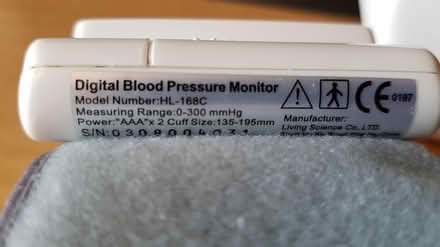 Digital Blood Pressure Monitor
Model Number:HL-168C
Measuring Range:0-300 mmHg
Power:"AAA"x 2 Cuff Size:135-195mm
S/N:0308004031
CE 0197
Manufacturer:
Living Science Co.,LTD.